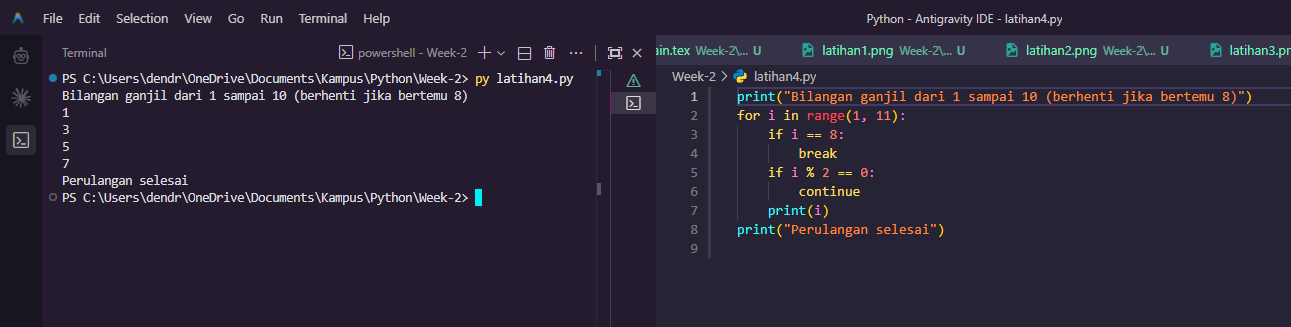 File Edit Selection View Go Run Terminal Help
Python - Antigravity IDE - latihan4.py
Terminal
powershell - Week-2
PS C:\Users\dendr\OneDrive\Documents\Kampus\Python\Week-2> py latihan4.py
Bilangan ganjil dari 1 sampai 10 (berhenti jika bertemu 8)
1
3
5
7
Perulangan selesai
PS C:\Users\dendr\OneDrive\Documents\Kampus\Python\Week-2>
ain.tex Week-2\... U latihan1.png Week-2\... U latihan2.png Week-2\... U latihan3.pn
Week-2 > latihan4.py
1 print("Bilangan ganjil dari 1 sampai 10 (berhenti jika bertemu 8)")
2 for i in range(1, 11):
3 if i == 8:
4 break
5 if i % 2 == 0:
6 continue
7 print(i)
8 print("Perulangan selesai")
9